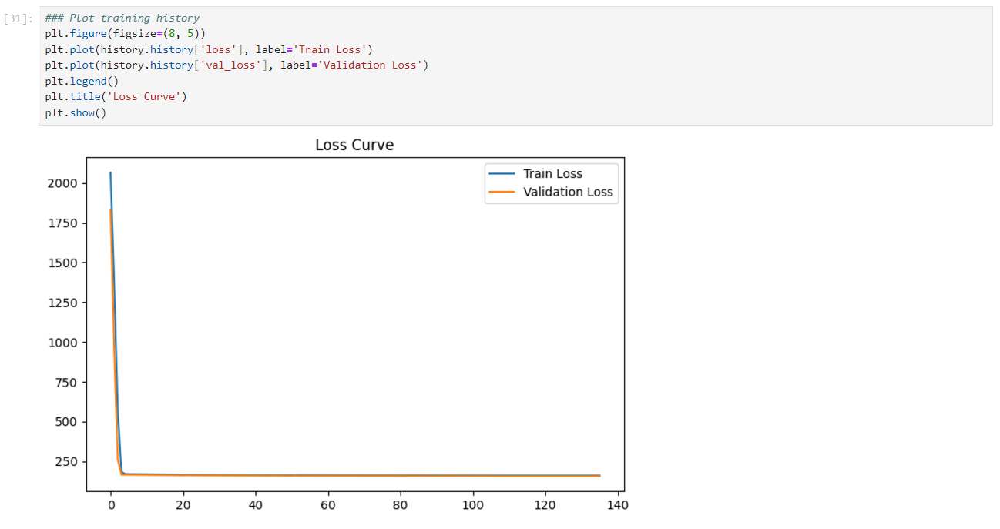 [31]:
### Plot training history
plt.figure(figsize=(8, 5))
plt.plot(history.history['loss'], label='Train Loss')
plt.plot(history.history['val_loss'], label='Validation Loss')
plt.legend()
plt.title('Loss Curve')
plt.show()
Loss Curve
Train Loss
Validation Loss
2000
1750
1500
1250
1000
750
500
250
0 20 40 60 80 100 120 140